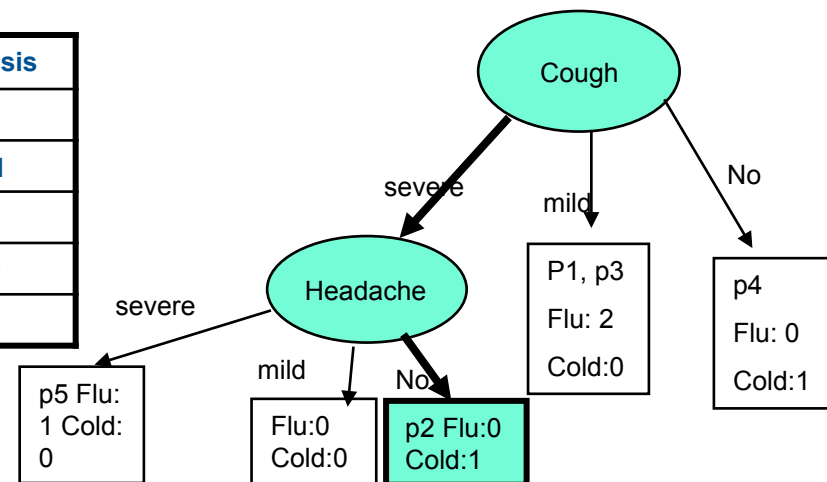 sis
Cough
severe
mild
No
Headache
P1, p3
Flu: 2
Cold:0
p4
Flu: 0
Cold:1
severe
mild
No
p5 Flu:
1 Cold:
0
Flu:0
Cold:0
p2 Flu:0
Cold:1